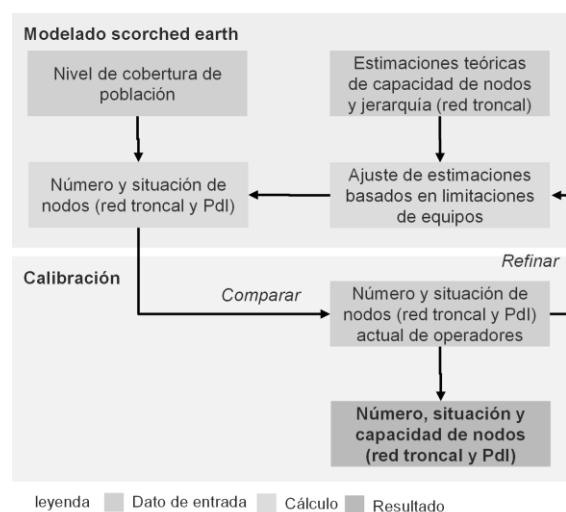 Modelado scorched earth
Nivel de cobertura de
población
Estimaciones teóricas
de capacidad de nodos
y jerarquía (red troncal)
Número y situación de
nodos (red troncal y PdI)
Ajuste de estimaciones
basados en limitaciones
de equipos
Refinar
Calibración
Comparar
Número y situación de
nodos (red troncal y PdI)
actual de operadores
Número, situación y
capacidad de nodos
(red troncal y PdI)
leyenda Dato de entrada Cálculo Resultado